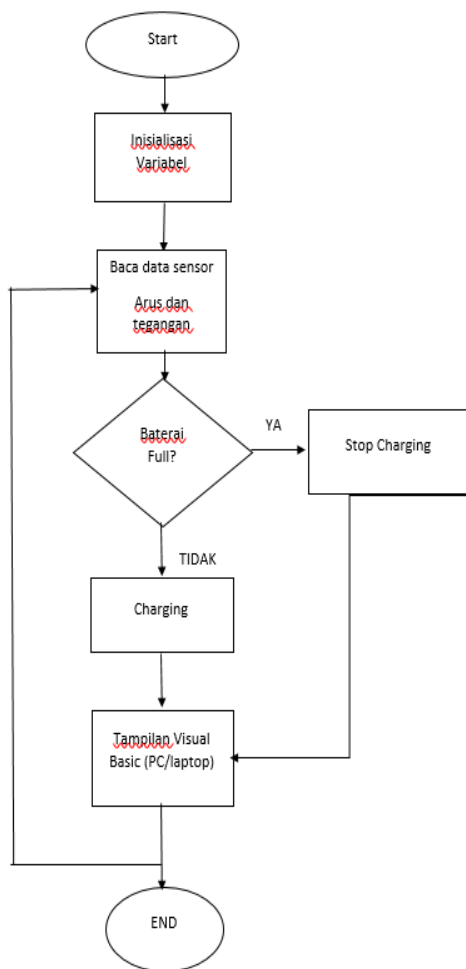 Start
Inisialisasi
Variabel
Baca data sensor
Arus dan
tegangan
Baterai
Full?
YA
Stop Charging
TIDAK
Charging
Tampilan Visual
Basic (PC/laptop)
END